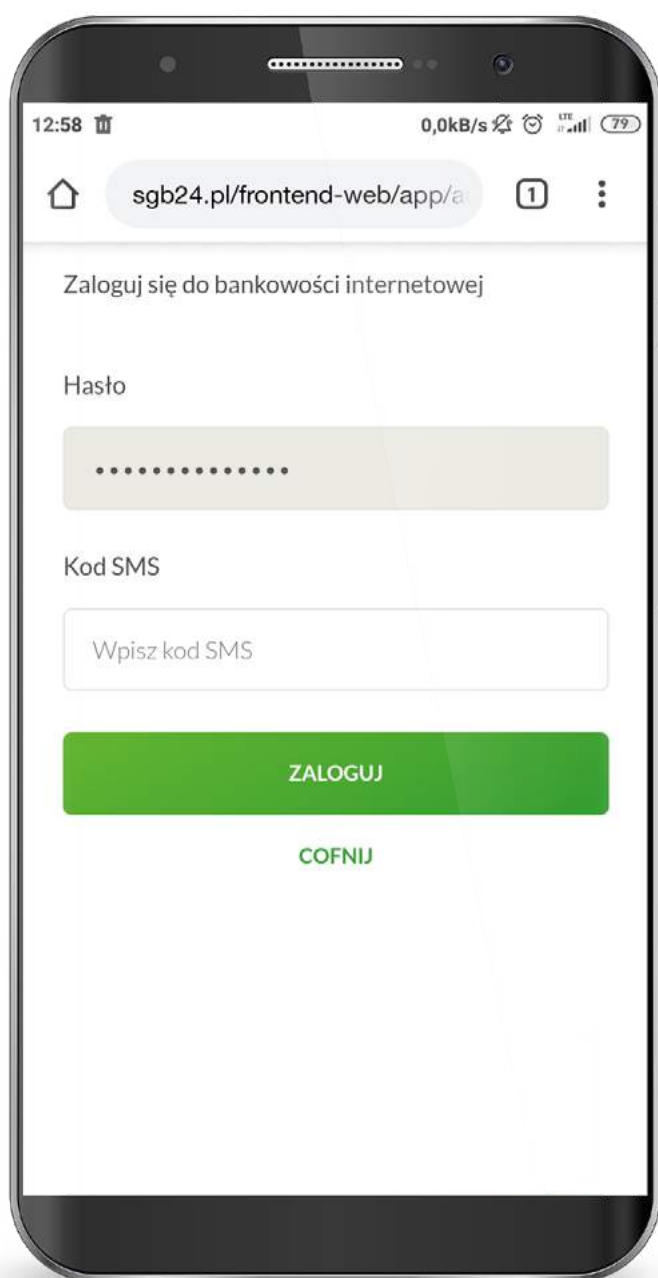 12:58 0,0kB/s LTE 79
sgb24.pl/frontend-web/app/a
1
Zaloguj się do bankowości internetowej
Hasło
••••••••••••••
Kod SMS
Wpisz kod SMS
ZALOGUJ
COFNIJ